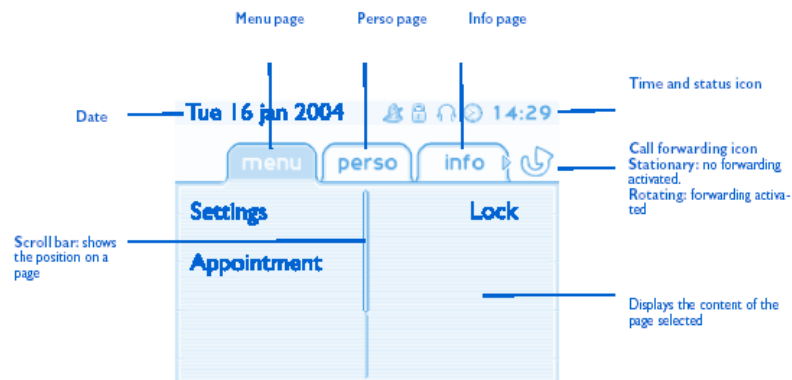 Menu page Perso page Info page
Time and status icon
Date Tue 16 jan 2004 14:29
Call forwarding icon
Stationary: no forwarding
activated.
Rotating: forwarding activa-
ted
menu perso info
Settings Lock
Scroll bar: shows
the position on a
page
Appointment
Displays the content of the
page selected